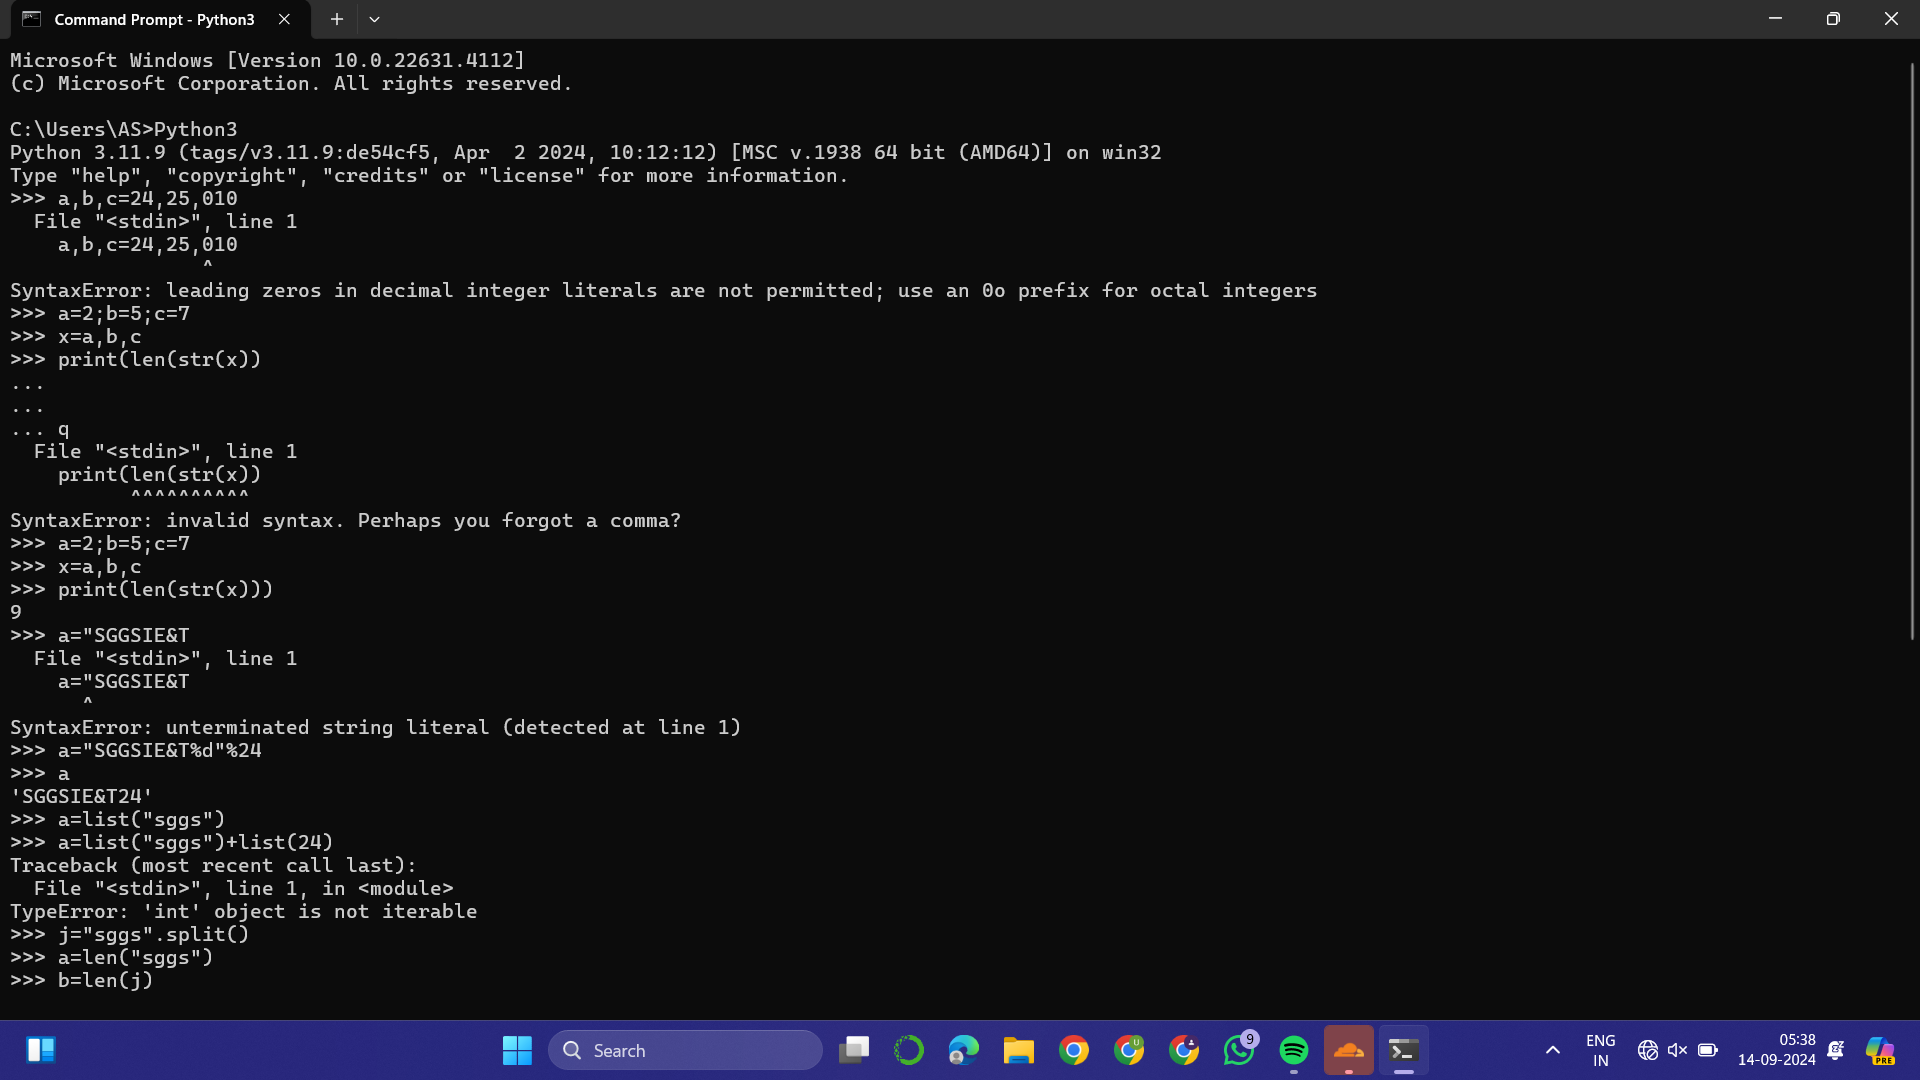 Command Prompt - Python3
Microsoft Windows [Version 10.0.22631.4112]
(c) Microsoft Corporation. All rights reserved.
C:\Users\AS>Python3
Python 3.11.9 (tags/v3.11.9:de54cf5, Apr  2 2024, 10:12:12) [MSC v.1938 64 bit (AMD64)] on win32
Type "help", "copyright", "credits" or "license" for more information.
>>> a,b,c=24,25,010
  File "<stdin>", line 1
    a,b,c=24,25,010
                ^
SyntaxError: leading zeros in decimal integer literals are not permitted; use an 0o prefix for octal integers
>>> a=2;b=5;c=7
>>> x=a,b,c
>>> print(len(str(x))
...
...
... q
  File "<stdin>", line 1
    print(len(str(x))
          ^^^^^^^^^^
SyntaxError: invalid syntax. Perhaps you forgot a comma?
>>> a=2;b=5;c=7
>>> x=a,b,c
>>> print(len(str(x)))
9
>>> a="SGGSIE&T
  File "<stdin>", line 1
    a="SGGSIE&T
      ^
SyntaxError: unterminated string literal (detected at line 1)
>>> a="SGGSIE&T%d"%24
>>> a
'SGGSIE&T24'
>>> a=list("sggs")
>>> a=list("sggs")+list(24)
Traceback (most recent call last):
  File "<stdin>", line 1, in <module>
TypeError: 'int' object is not iterable
>>> j="sggs".split()
>>> a=len("sggs")
>>> b=len(j)
Search
U
9
ENG
IN
05:38
14-09-2024
PRE